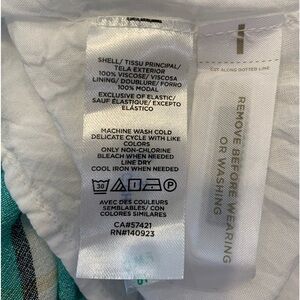 SHELL/ TISSU PRINCIPAL/
TELA EXTERIOR
100% VISCOSE/ VISCOSA
LINING/ DOUBLURE/ FORRO
100% MODAL
EXCLUSIVE OF ELASTIC/
SAUF ÉLASTIQUE/ EXCEPTO
ELÁSTICO
MACHINE WASH COLD
DELICATE CYCLE WITH LIKE
COLORS
ONLY NON-CHLORINE
BLEACH WHEN NEEDED
LINE DRY
COOL IRON WHEN NEEDED
30
P
AVEC DES COULEURS
SEMBLABLES/ CON
COLORES SIMILARES
CA#57421
RN#140923
CUT ALONG DOTTED LINE
REMOVE BEFORE WEARING
OR WASHING